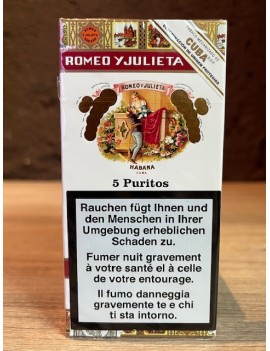 CUBA
ROMEO Y JULIETA
ROMEO Y JULIETA
HABANA
CUBA
5 Puritos
Rauchen fügt Ihnen und
den Menschen in Ihrer
Umgebung erheblichen
Schaden zu.
Fumer nuit gravement
à votre santé et à celle
de votre entourage.
Il fumo danneggia
gravemente te e chi
ti sta intorno.